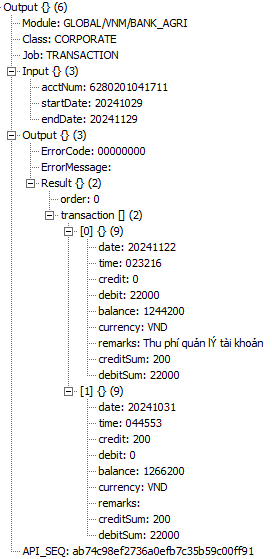 Output {} (6)
Module: GLOBAL/VNM/BANK_AGRI
Class: CORPORATE
Job: TRANSACTION
Input {} (3)
acctNum: 6280201041711
startDate: 20241029
endDate: 20241129
Output {} (3)
ErrorCode: 00000000
ErrorMessage:
Result {} (2)
order: 0
transaction [] (2)
[0] {} (9)
date: 20241122
time: 023216
credit: 0
debit: 22000
balance: 1244200
currency: VND
remarks: Thu phí quản lÝ tài khoản
creditSum: 200
debitSum: 22000
[1] {} (9)
date: 20241031
time: 044553
credit: 200
debit: 0
balance: 1266200
currency: VND
remarks:
creditSum: 200
debitSum: 22000
API_SEQ: ab74c98ef2736a0efb7c35b59c00ff91